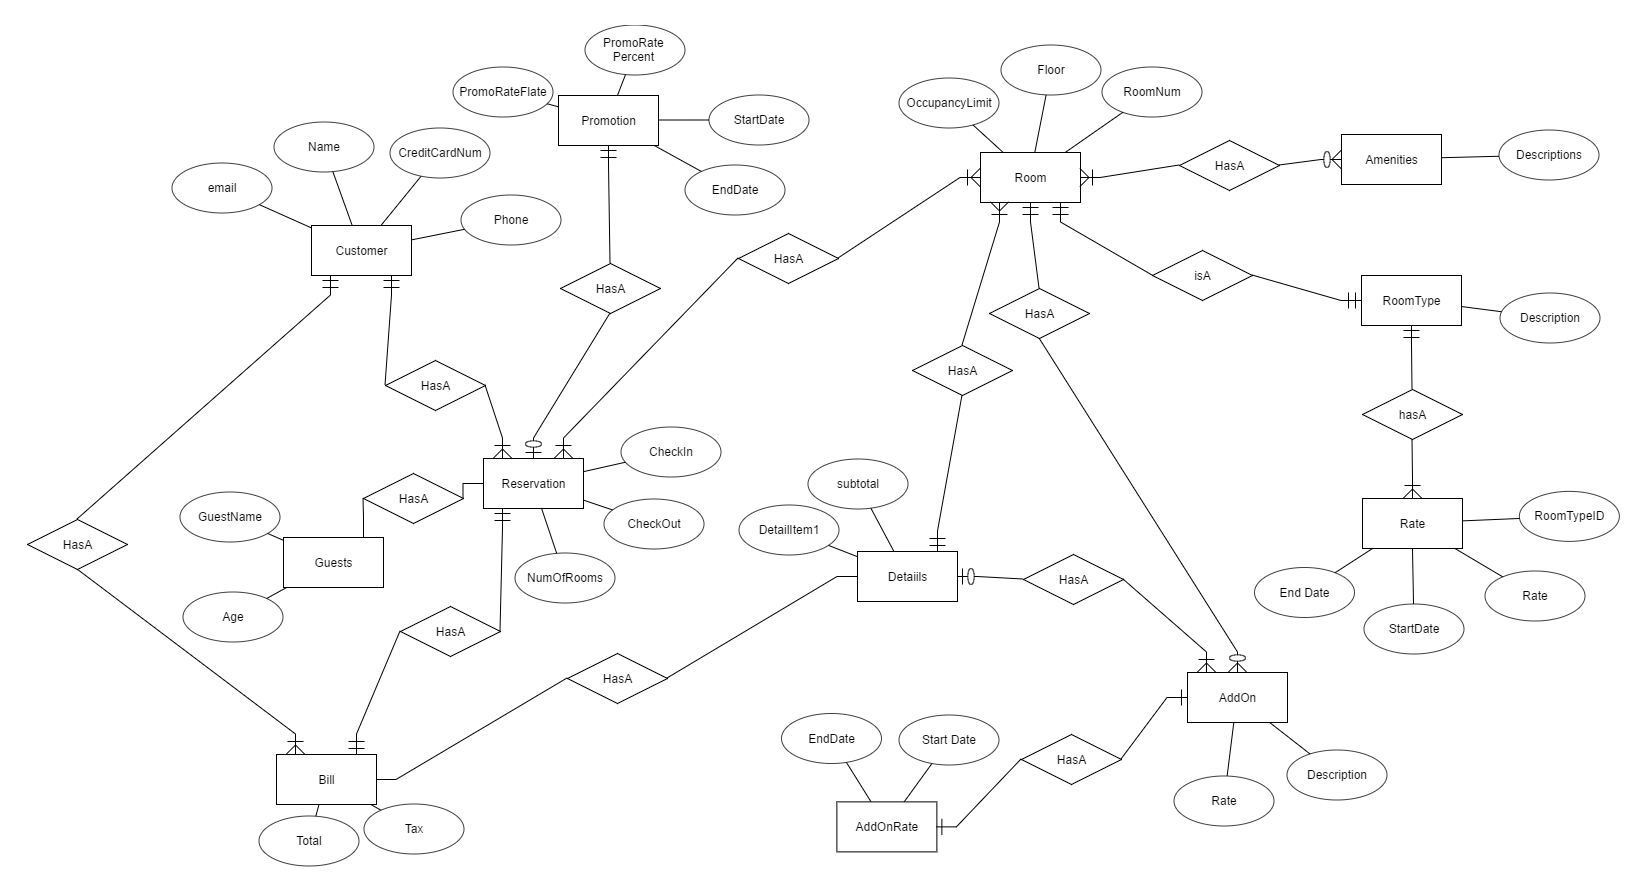 PromoRate
Percent
PromoRateFlate
Promotion
StartDate
EndDate
Name
CreditCardNum
email
Phone
Customer
OccupancyLimit
Floor
RoomNum
Room
HasA
Amenities
Descriptions
HasA
HasA
isA
RoomType
Description
HasA
HasA
HasA
hasA
CheckIn
Reservation
CheckOut
NumOfRooms
HasA
GuestName
Guests
Age
HasA
HasA
subtotal
DetailItem1
Detaiils
HasA
Rate
RoomTypeID
End Date
StartDate
Rate
HasA
AddOn
Rate
Description
HasA
EndDate
Start Date
AddOnRate
Bill
Total
Tax